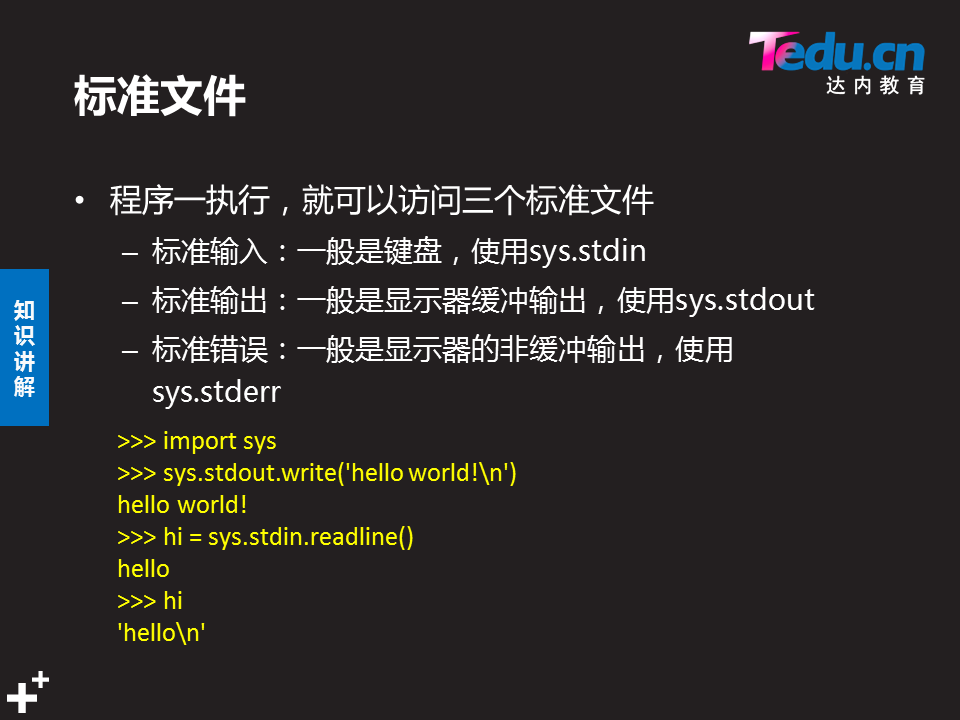 Tedu.cn
达内教育
标准文件
• 程序一执行，就可以访问三个标准文件
– 标准输入：一般是键盘，使用sys.stdin
– 标准输出：一般是显示器缓冲输出，使用sys.stdout
– 标准错误：一般是显示器的非缓冲输出，使用
sys.stderr
知识讲解
>>> import sys
>>> sys.stdout.write('hello world!\n')
hello world!
>>> hi = sys.stdin.readline()
hello
>>> hi
'hello\n'